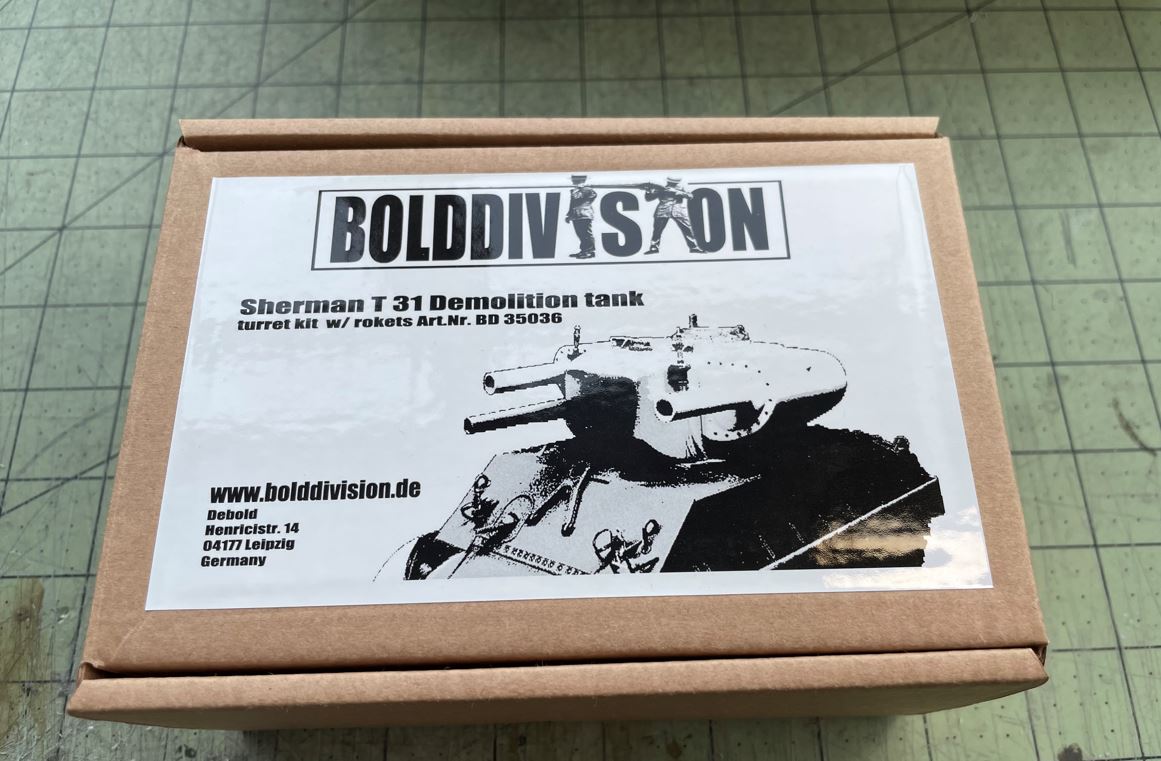 BOLDDIVISION
Sherman T 31 Demolition tank
turret kit w/ rokets Art.Nr. BD 35036
www.bolddivision.de
Debold
Henricistr. 14
04177 Leipzig
Germany